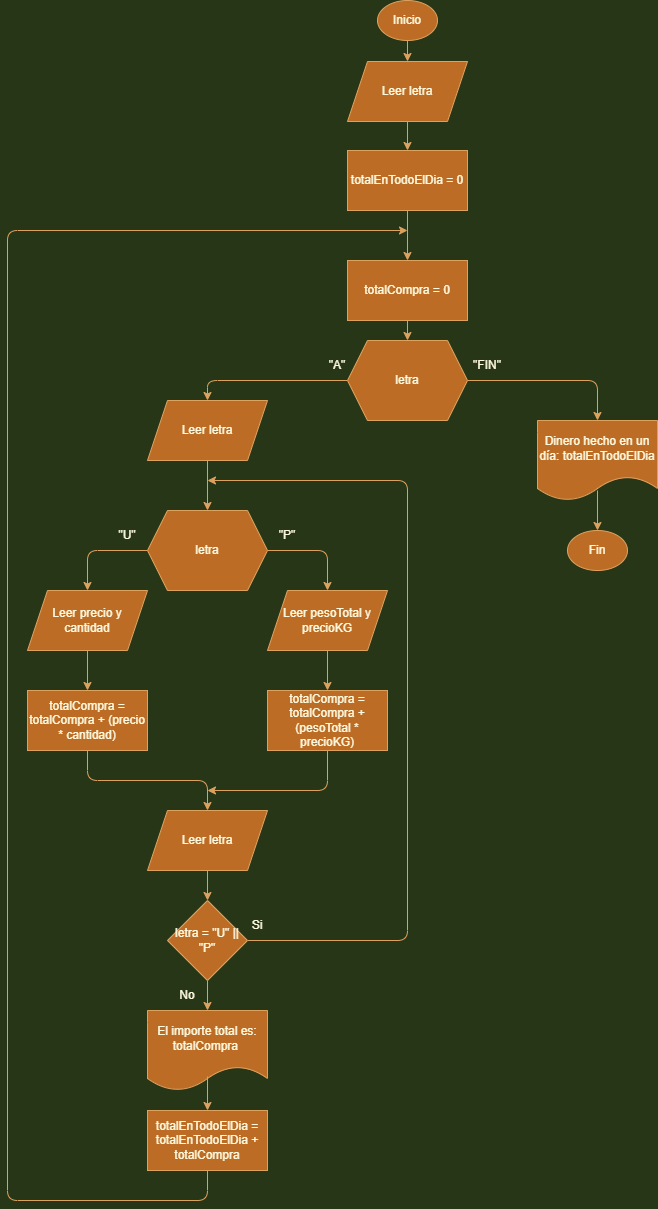 Inicio
Leer letra
totalEnTodoElDia = 0
totalCompra = 0
"A"
letra
"FIN"
Leer letra
Dinero hecho en un
día: totalEnTodoElDia
Fin
"U"
letra
"P"
Leer precio y
cantidad
Leer pesoTotal y
precioKG
totalCompra =
totalCompra + (precio
* cantidad)
totalCompra =
totalCompra +
(pesoTotal *
precioKG)
Leer letra
letra = "U" ||
"P"
Si
No
El importe total es:
totalCompra
totalEnTodoElDia =
totalEnTodoElDia +
totalCompra